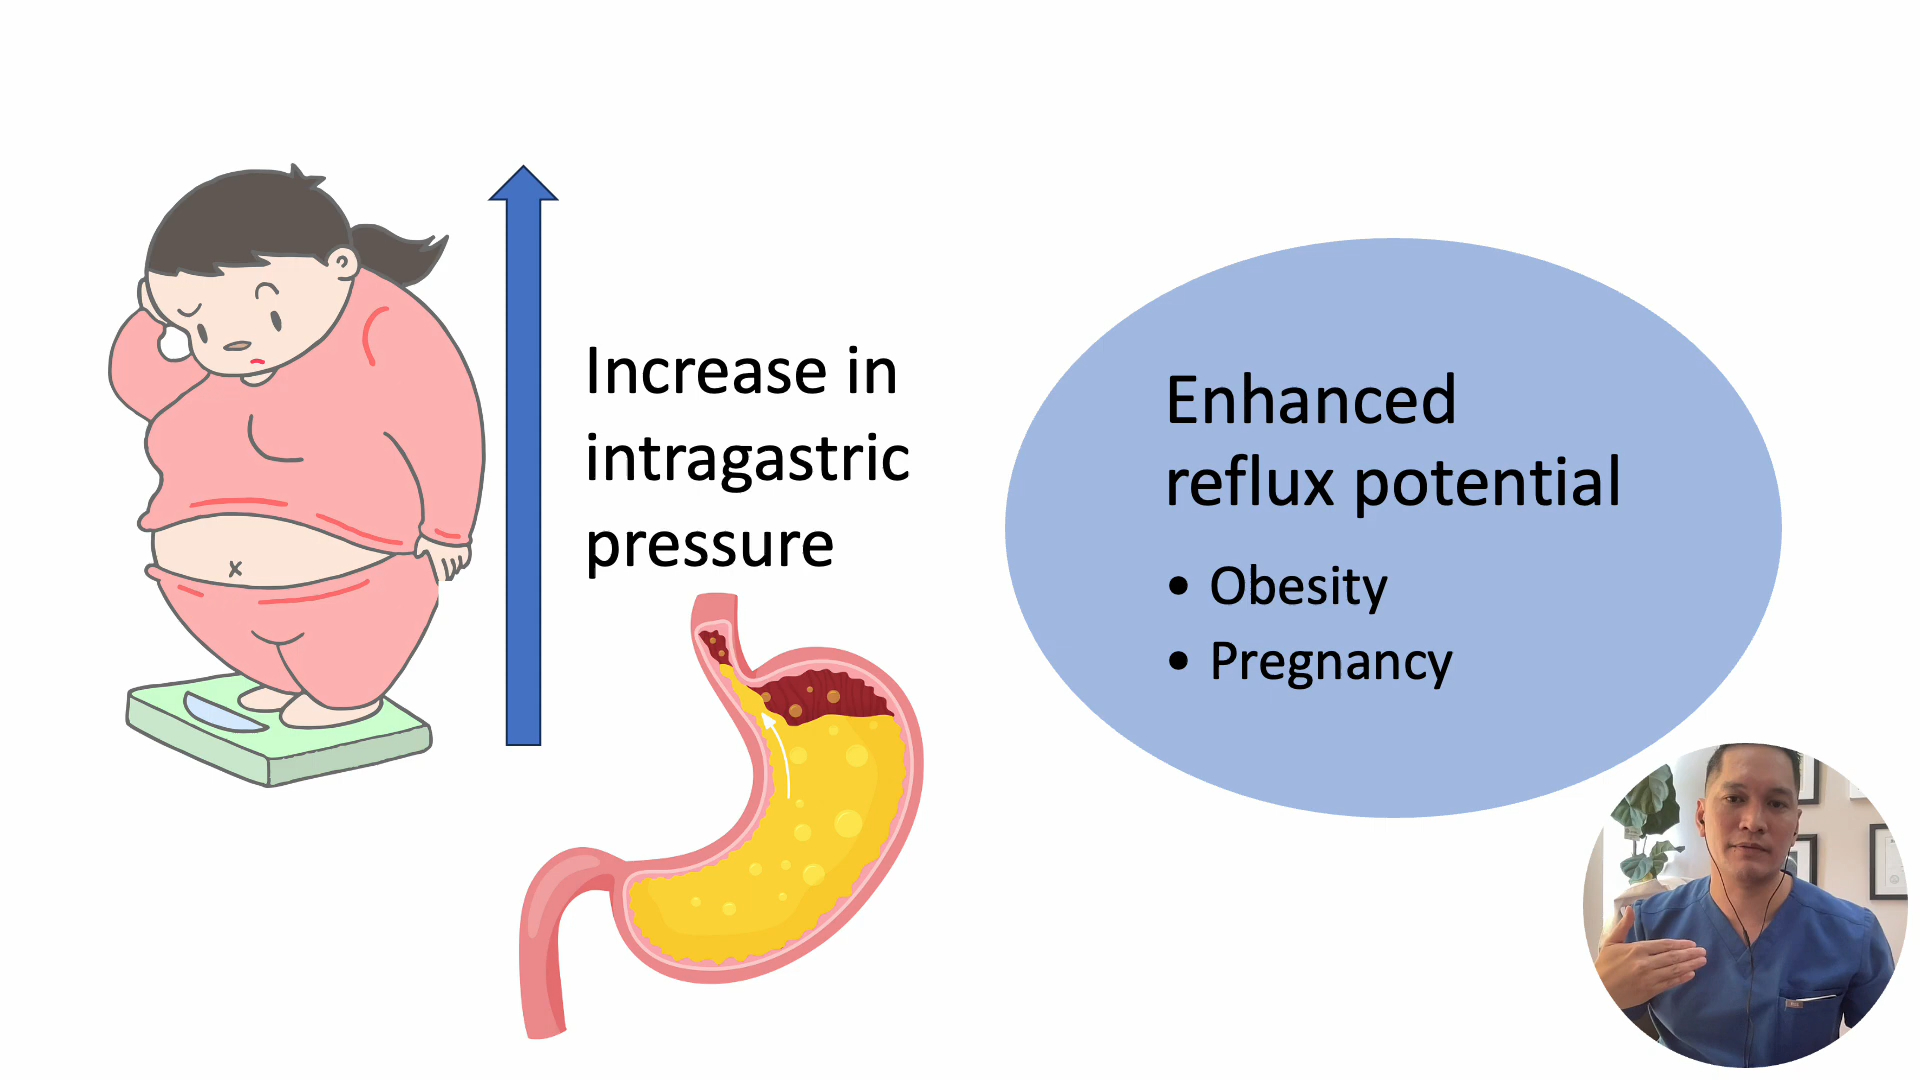 Increase in
intragastric
pressure
Enhanced
reflux potential
• Obesity
• Pregnancy